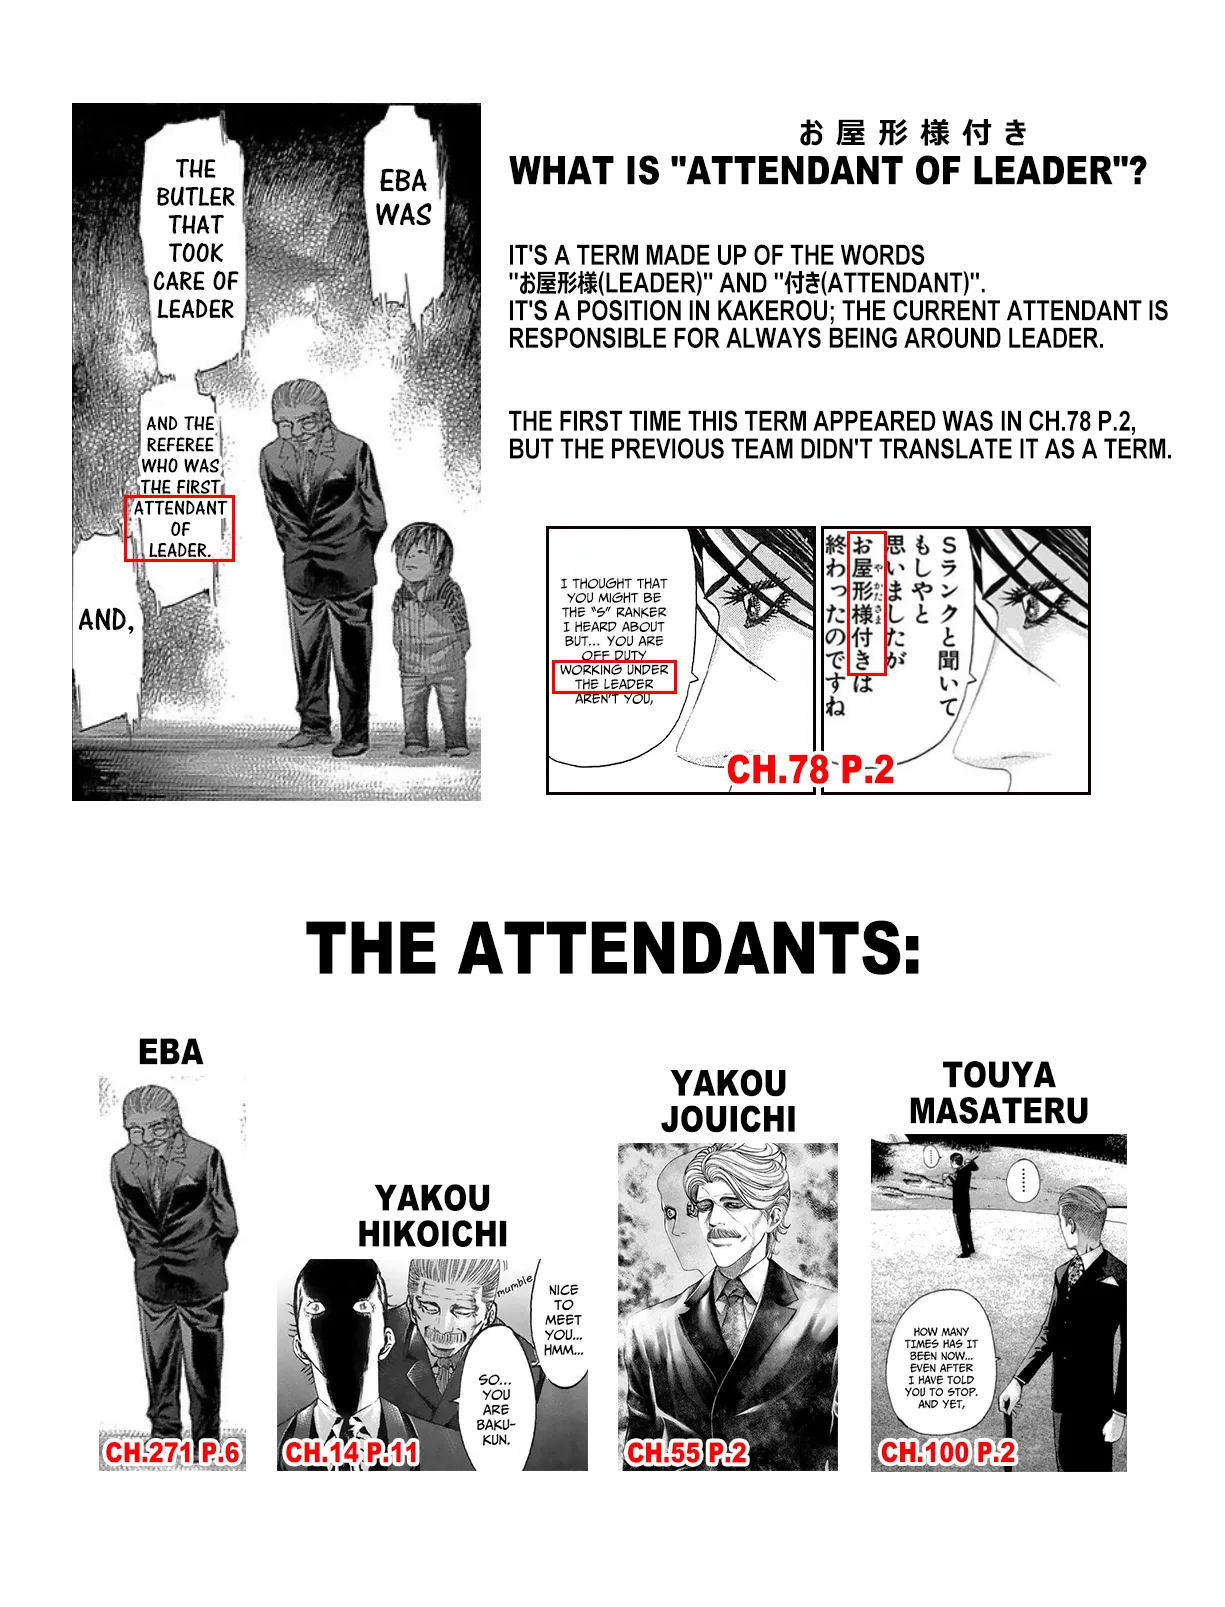 EBA
WAS
THE
BUTLER
THAT
TOOK
CARE OF
LEADER
AND THE
REFEREE
WHO WAS
THE FIRST
ATTENDANT
OF
LEADER.
AND,
お屋形様付き
WHAT IS "ATTENDANT OF LEADER"?
IT'S A TERM MADE UP OF THE WORDS
"お屋形様(LEADER)" AND "付き(ATTENDANT)".
IT'S A POSITION IN KAKEROU; THE CURRENT ATTENDANT IS
RESPONSIBLE FOR ALWAYS BEING AROUND LEADER.
THE FIRST TIME THIS TERM APPEARED WAS IN CH.78 P.2,
BUT THE PREVIOUS TEAM DIDN'T TRANSLATE IT AS A TERM.
I THOUGHT THAT
YOU MIGHT BE
THE "S" RANKER
I HEARD ABOUT
BUT... YOU ARE
OFF DUTY
WORKING UNDER
THE LEADER
AREN'T YOU,
Sランクと聞いて
もしやと
思いましたが
お屋形様付きは
やかたさま
終わったのですね
CH.78 P.2
THE ATTENDANTS:
EBA
CH.271 P.6
YAKOU
HIKOICHI
mumble
NICE
TO
MEET
YOU...
HMM...
SO...
YOU
ARE
BAKU-
KUN.
CH.14 P.11
YAKOU
JOUICHI
CH.55 P.2
TOUYA
MASATERU
......
......
HOW MANY
TIMES HAS IT
BEEN NOW...
EVEN AFTER
I HAVE TOLD
YOU TO STOP.
AND YET,
CH.100 P.2